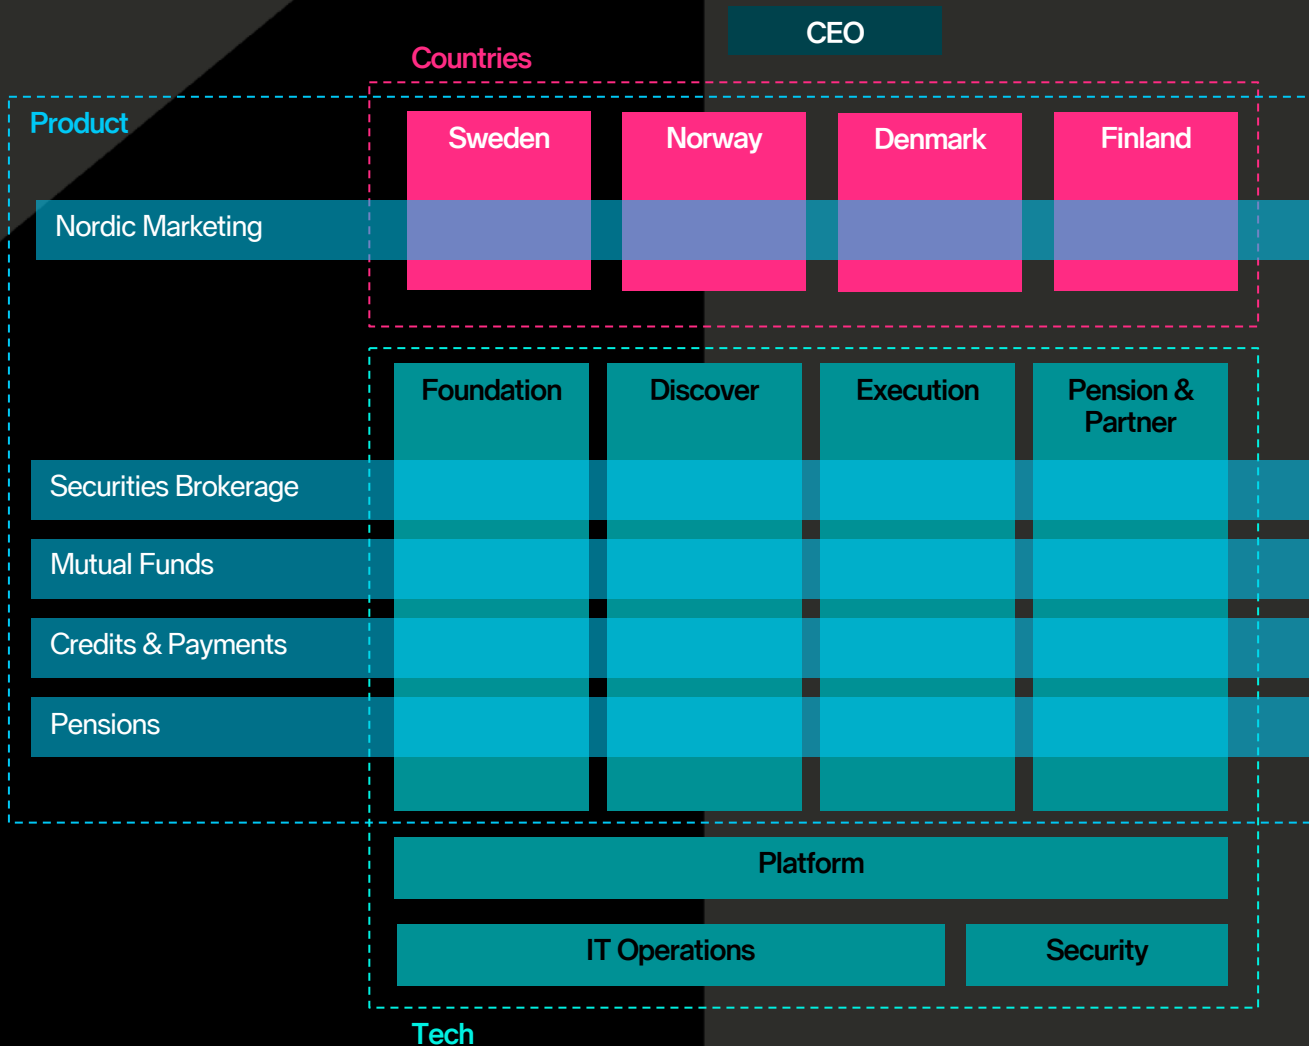 CEO
Countries
Product
Sweden
Norway
Denmark
Finland
Nordic Marketing
Foundation
Discover
Execution
Pension &
Partner
Securities Brokerage
Mutual Funds
Credits & Payments
Pensions
Platform
IT Operations
Security
Tech